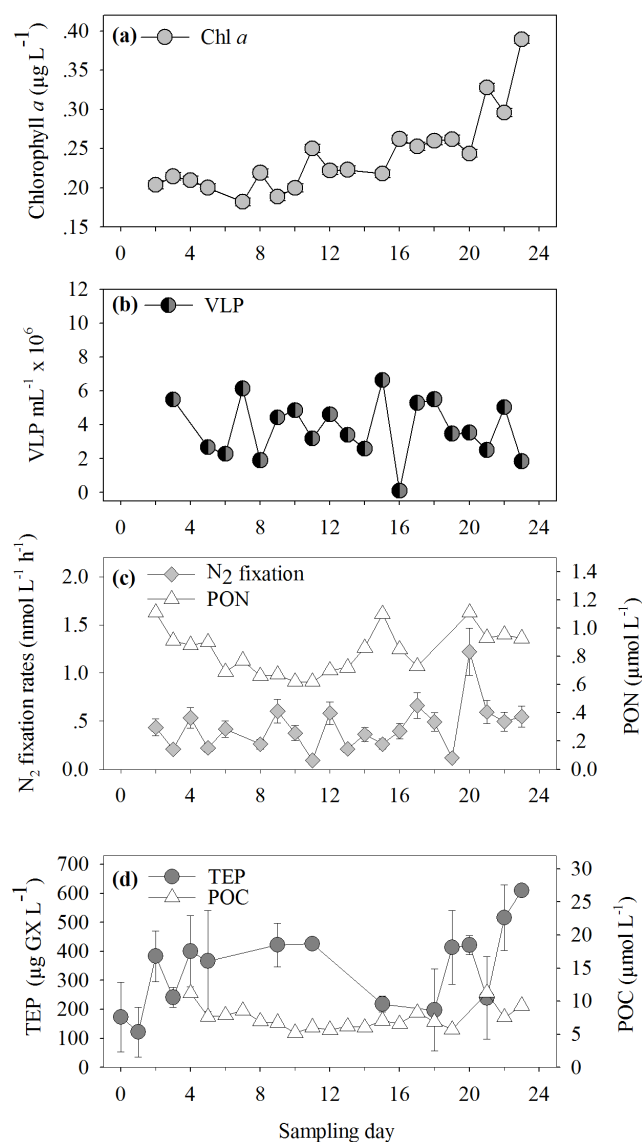 (a) Chl a
Chlorophyll a (µg L-1)
.40
.35
.30
.25
.20
.15
0 4 8 12 16 20 24
(b) VLP
VLP mL-1 x 106
12
10
8
6
4
2
0
0 4 8 12 16 20 24
(c) N2 fixation
PON
N2 fixation rates (nmol L-1 h-1)
2.0
1.5
1.0
.5
0.0
PON (µmol L-1)
1.4
1.2
1.0
.8
.6
.4
.2
0.0
0 4 8 12 16 20 24
(d) TEP
POC
TEP
(µg GX L-1)
700
600
500
400
300
200
100
0
POC
(µmol L-1)
30
25
20
15
10
5
0
0 4 8 12 16 20 24
Sampling day